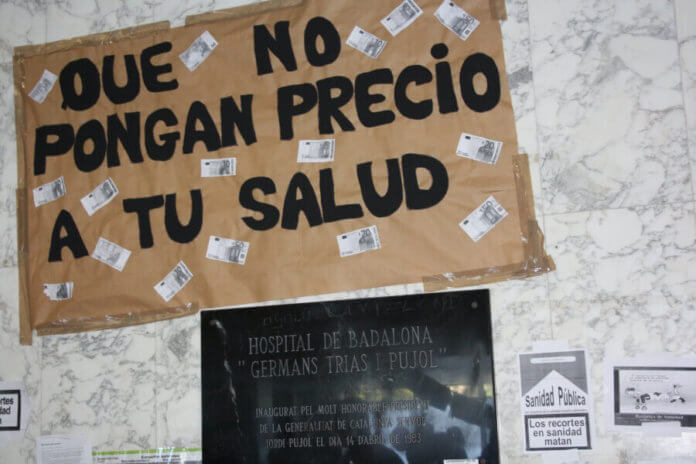 QUE NO
PONGAN PRECIO
A TU SALUD
HOSPITAL DE BADALONA
"GERMANS TRIAS I PUJOL"
INAUGURAT PEL MOLT HONORABLE PRESIDENT
DE LA GENERALITAT DE CATALUNYA SENYOR
JORDI PUJOL EL DIA 14 D'ABRIL DE 1983
Sanidad Pública
Los recortes
en sanidad
matan